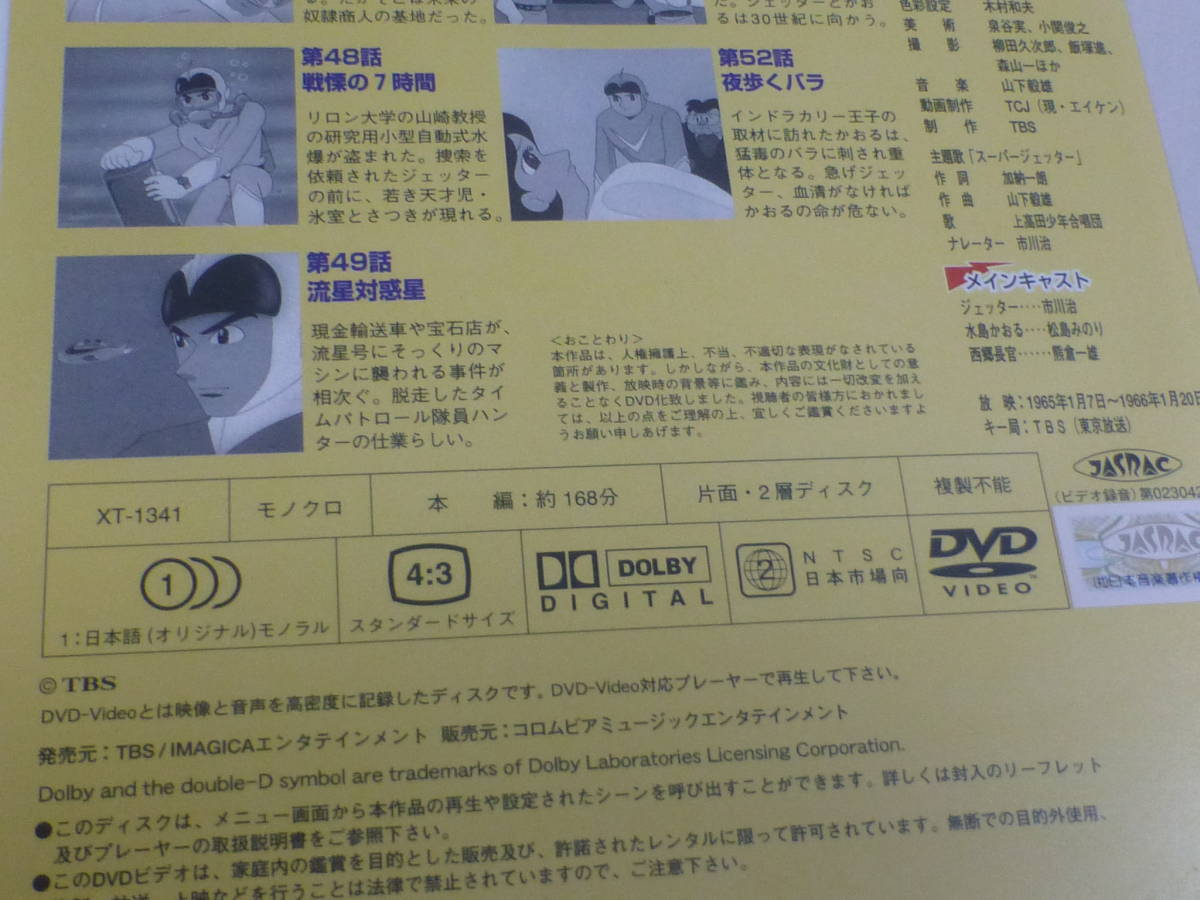 る。だがそこは未来の
奴隷商人の基地だった。
第48話
戦慄の7時間
リロン大学の山崎教授
の研究用小型自動式水
爆が盗まれた。捜索を
依頼されたジェッター
の前に、若き天才児・
氷室とさつきが現れる。
第49話
流星対惑星
現金輸送車や宝石店が、
流星号にそっくりのマ
シンに襲われる事件が
相次ぐ。脱走したタイ
ムパトロール隊員ハン
ターの仕業らしい。
た。ジェッターとかお
るは30世紀に向かう。
第52話
夜歩くバラ
インドラカリー王子の
取材に訪れたかおるは、
猛毒のバラに刺され重
体となる。急げジェッ
ター、血清がなければ
かおるの命が危ない。
<おことわり>
本作品は、人権擁護上、不当、不適切な表現がなされている
箇所があります。しかしながら、本作品の文化財としての意
義と製作、放映時の背景等に鑑み、内容には一切改変を加え
ることなくDVD化致しました。視聴者の皆様方におかれまし
ては、以上の点をご理解の上、宜しくご鑑賞くださいますよ
うお願い申しあげます。
色彩設定 木村和夫
美術 泉谷実、小関俊之
撮影 柳田久次郎、飯塚進、
森山一ほか
音楽 山下毅雄
動画制作 TCJ(現・エイケン)
制作 TBS
主題歌「スーパージェッター」
作詞 加納一朗
作曲 山下毅雄
歌 上高田少年合唱団
ナレーター 市川治
メインキャスト
ジェッター‥‥市川治
水島かおる‥‥松島みのり
西郷長官‥‥‥熊倉一雄
放映:1965年1月7日〜1966年1月20日
キー局:TBS(東京放送)
XT-1341
モノクロ
本編:約168分
片面・2層ディスク
複製不能
JASRAC
(ビデオ録音)第023042
1
1:日本語(オリジナル)モノラル
4:3
スタンダードサイズ
DOLBY
DIGITAL
2
NTSC
日本市場向
DVD
VIDEO
TM
JASRAC
© TBS
DVD-Videoとは映像と音声を高密度に記録したディスクです。DVD-Video対応プレーヤーで再生して下さい。
発売元:TBS/IMAGICAエンタテインメント 販売元:コロムビアミュージックエンタテインメント
Dolby and the double-D symbol are trademarks of Dolby Laboratories Licensing Corporation.
●このディスクは、メニュー画面から本作品の再生や設定されたシーンを呼び出すことができます。詳しくは封入のリーフレット
及びプレーヤーの取扱説明書をご参照下さい。
●このDVDビデオは、家庭内の鑑賞を目的とした販売及び、許諾されたレンタルに限って許可されています。無断での目的外使用、
上映などを行うことは法律で禁止されていますので、ご注意下さい。